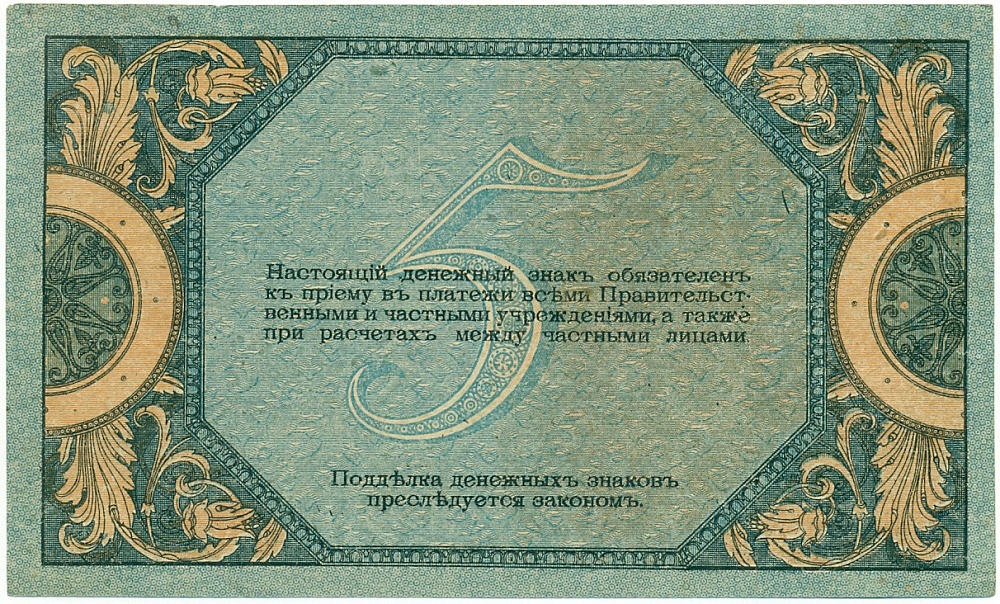 5
Настоящій денежный знакъ обязателенъ
къ пріему въ платежи всѣми Правительст-
венными и частными учрежденіями, а также
при расчетахъ между частными лицами.
Поддѣлка денежныхъ знаковъ
преслѣдуется закономъ.